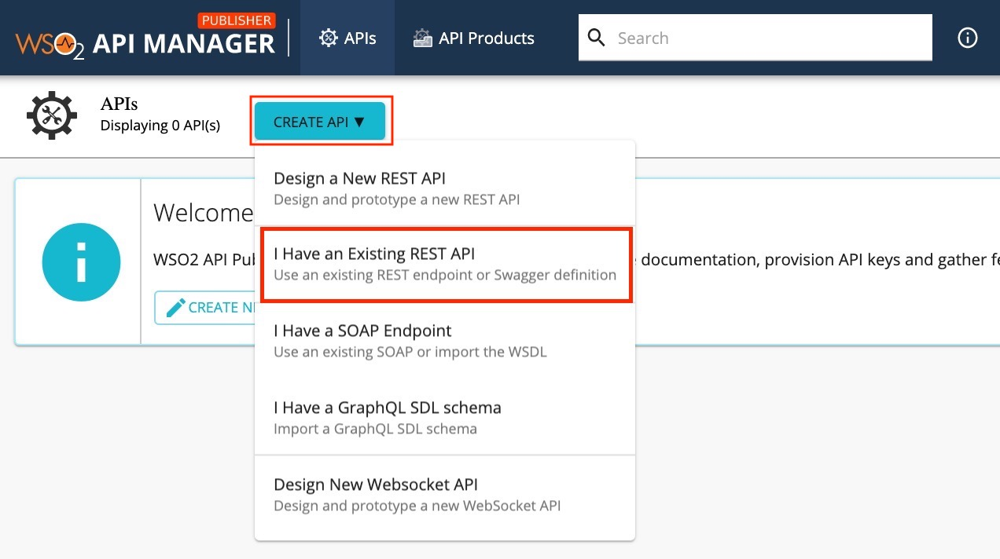 PUBLISHER
WSO2 API MANAGER
APIs
API Products
Search
APIs
Displaying 0 API(s)
CREATE API ▼
Design a New REST API
Design and prototype a new REST API
Welcome
I Have an Existing REST API
WSO2 API Pub
documentation, provision API keys and gather fe
Use an existing REST endpoint or Swagger definition
CREATE NE
I Have a SOAP Endpoint
Use an existing SOAP or import the WSDL
I Have a GraphQL SDL schema
Import a GraphQL SDL schema
Design New Websocket API
Design and prototype a new WebSocket API